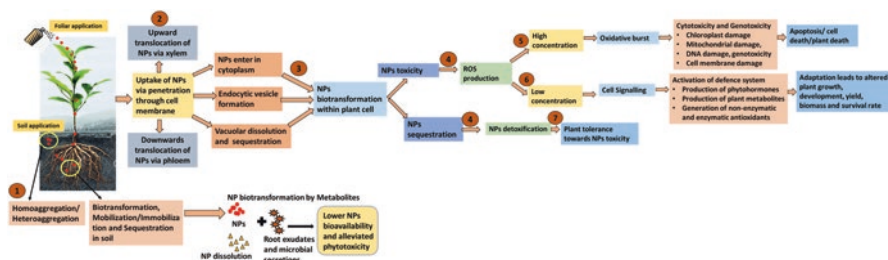 Foliar application
Soil application
1
Homoaggregation/
Heteroaggregation
Biotransformation,
Mobilization/Immobiliza
tion and Sequestration
in soil
2
Upward
translocation of
NPs via xylem
Uptake of NPs
via penetration
through cell
membrane
Downwards
translocation of
NPs via phloem
NPs enter in
cytoplasm
Endocytic vesicle
formation
Vacuolar dissolution
and sequestration
3
NPs
biotransformation
within plant cell
NPs toxicity
4
ROS
production
5
High
concentration
Oxidative burst
Cytotoxicity and Genotoxicity
• Chloroplast damage
• Mitochondrial damage,
• DNA damage, genotoxicity
• Cell membrane damage
Apoptosis/ cell
death/plant death
6
Low
concentration
Cell Signalling
Activation of defence system
• Production of phytohormones
• Production of plant metabolites
• Generation of non-enzymatic
and enzymatic antioxidants
Adaptation leads to altered
plant growth,
development, yield,
biomass and survival rate
NPs
sequestration
4
NPs detoxification
7
Plant tolerance
towards NPs toxicity
NP biotransformation by Metabolites
NPs
+
NP dissolution
Root exudates
and microbial
secretions
Lower NPs
bioavailability
and alleviated
phytotoxicity